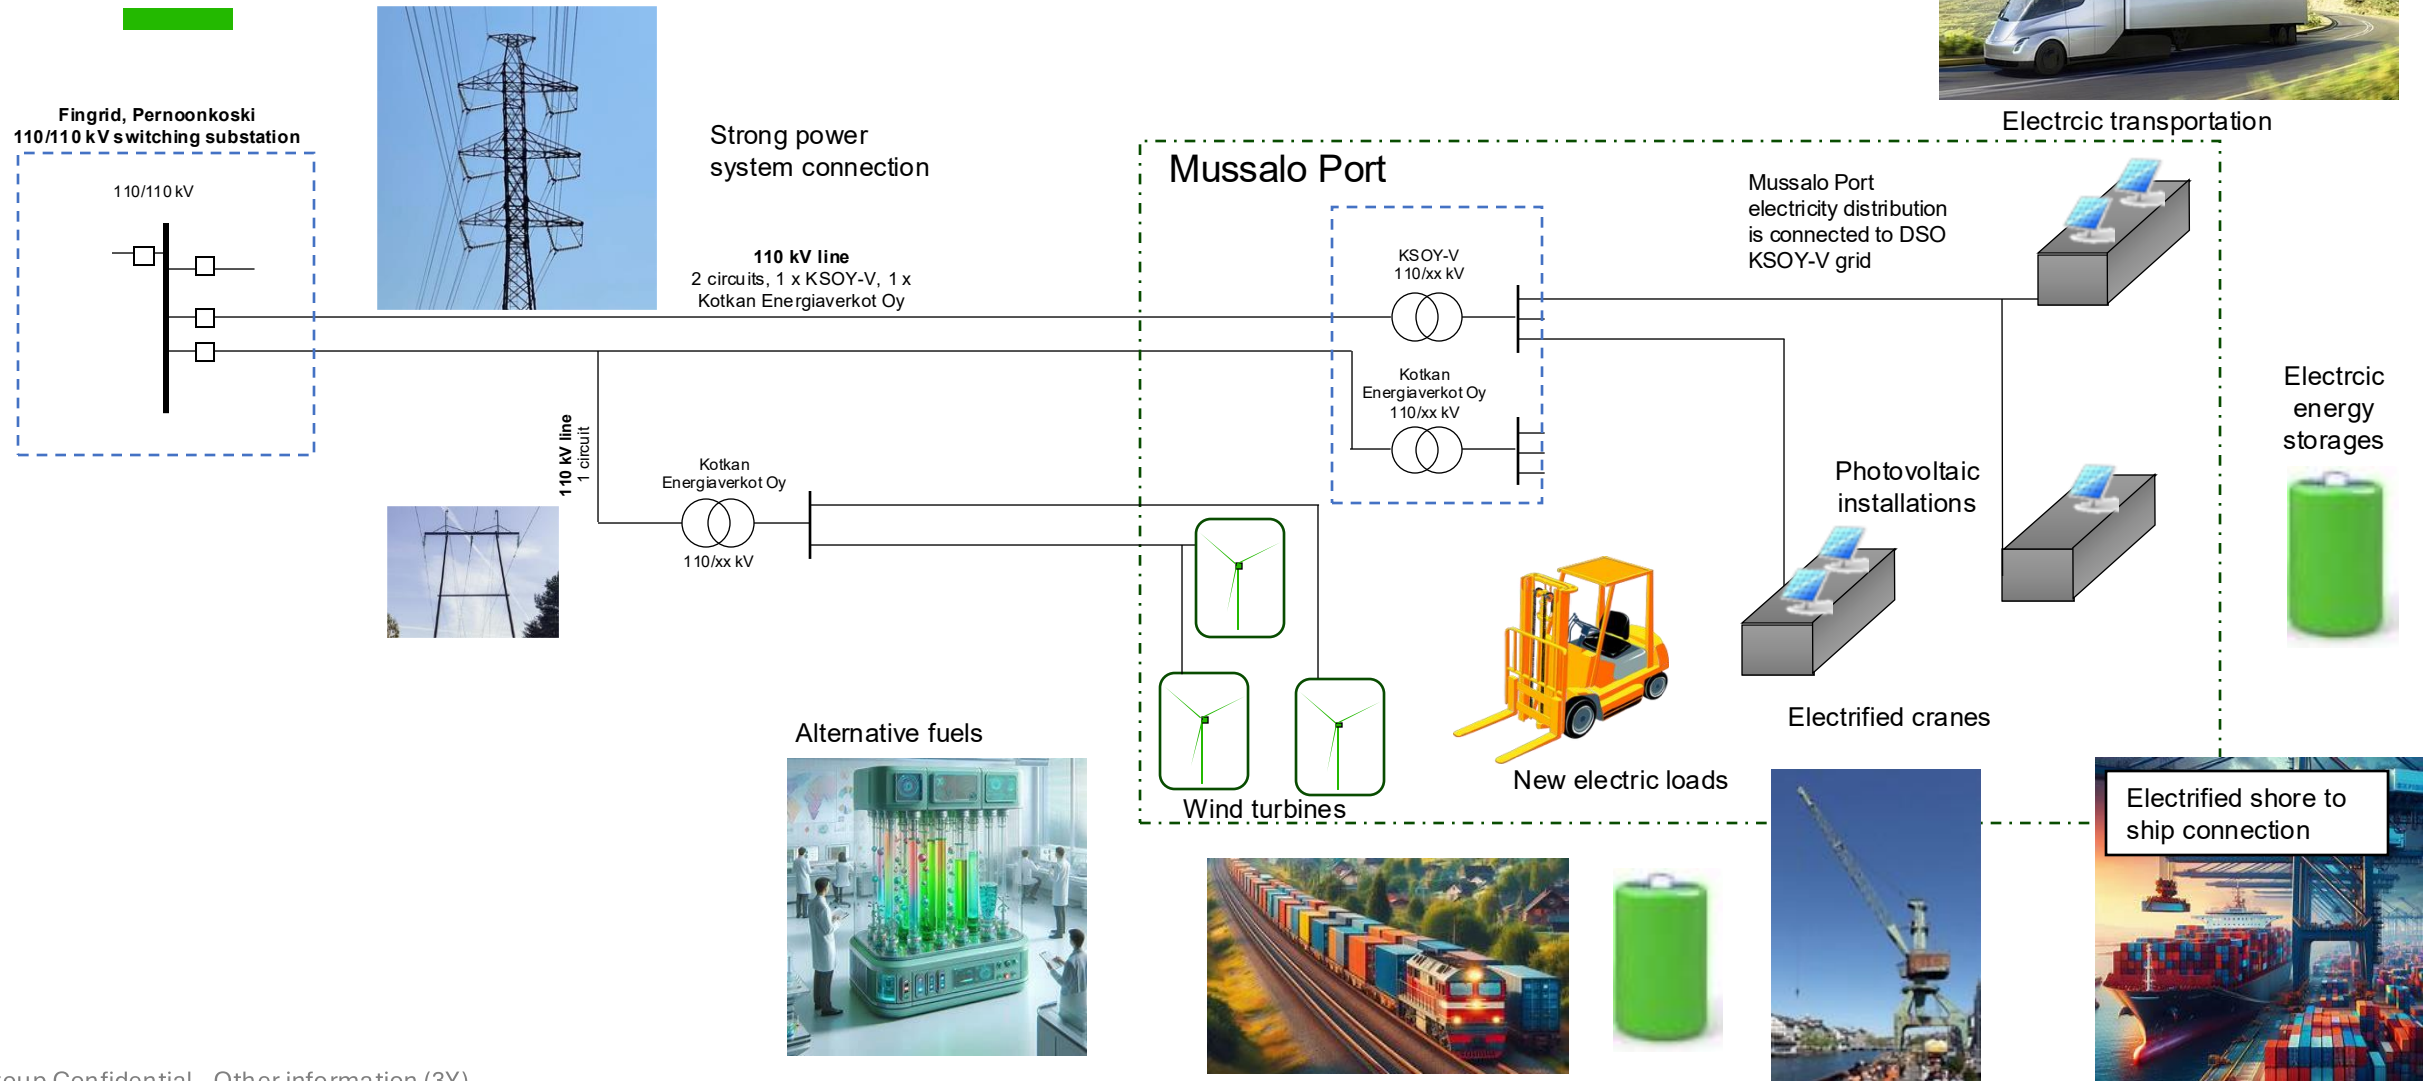 Fingrid, Pernoonkoski
110/110 kV switching substation
110/110 kV
Strong power
system connection
110 kV line
2 circuits, 1 x KSOY-V, 1 x
Kotkan Energiaverkot Oy
110 kV line
1 circuit
Kotkan
Energiaverkot Oy
110/xx kV
Mussalo Port
KSOY-V
110/xx kV
Kotkan
Energiaverkot Oy
110/xx kV
Mussalo Port
electricity distribution
is connected to DSO
KSOY-V grid
Electrcic transportation
Electrcic
energy
storages
Photovoltaic
installations
Electrified cranes
New electric loads
Wind turbines
Alternative fuels
Electrified shore to
ship connection
Confidential - Other information (3Y)